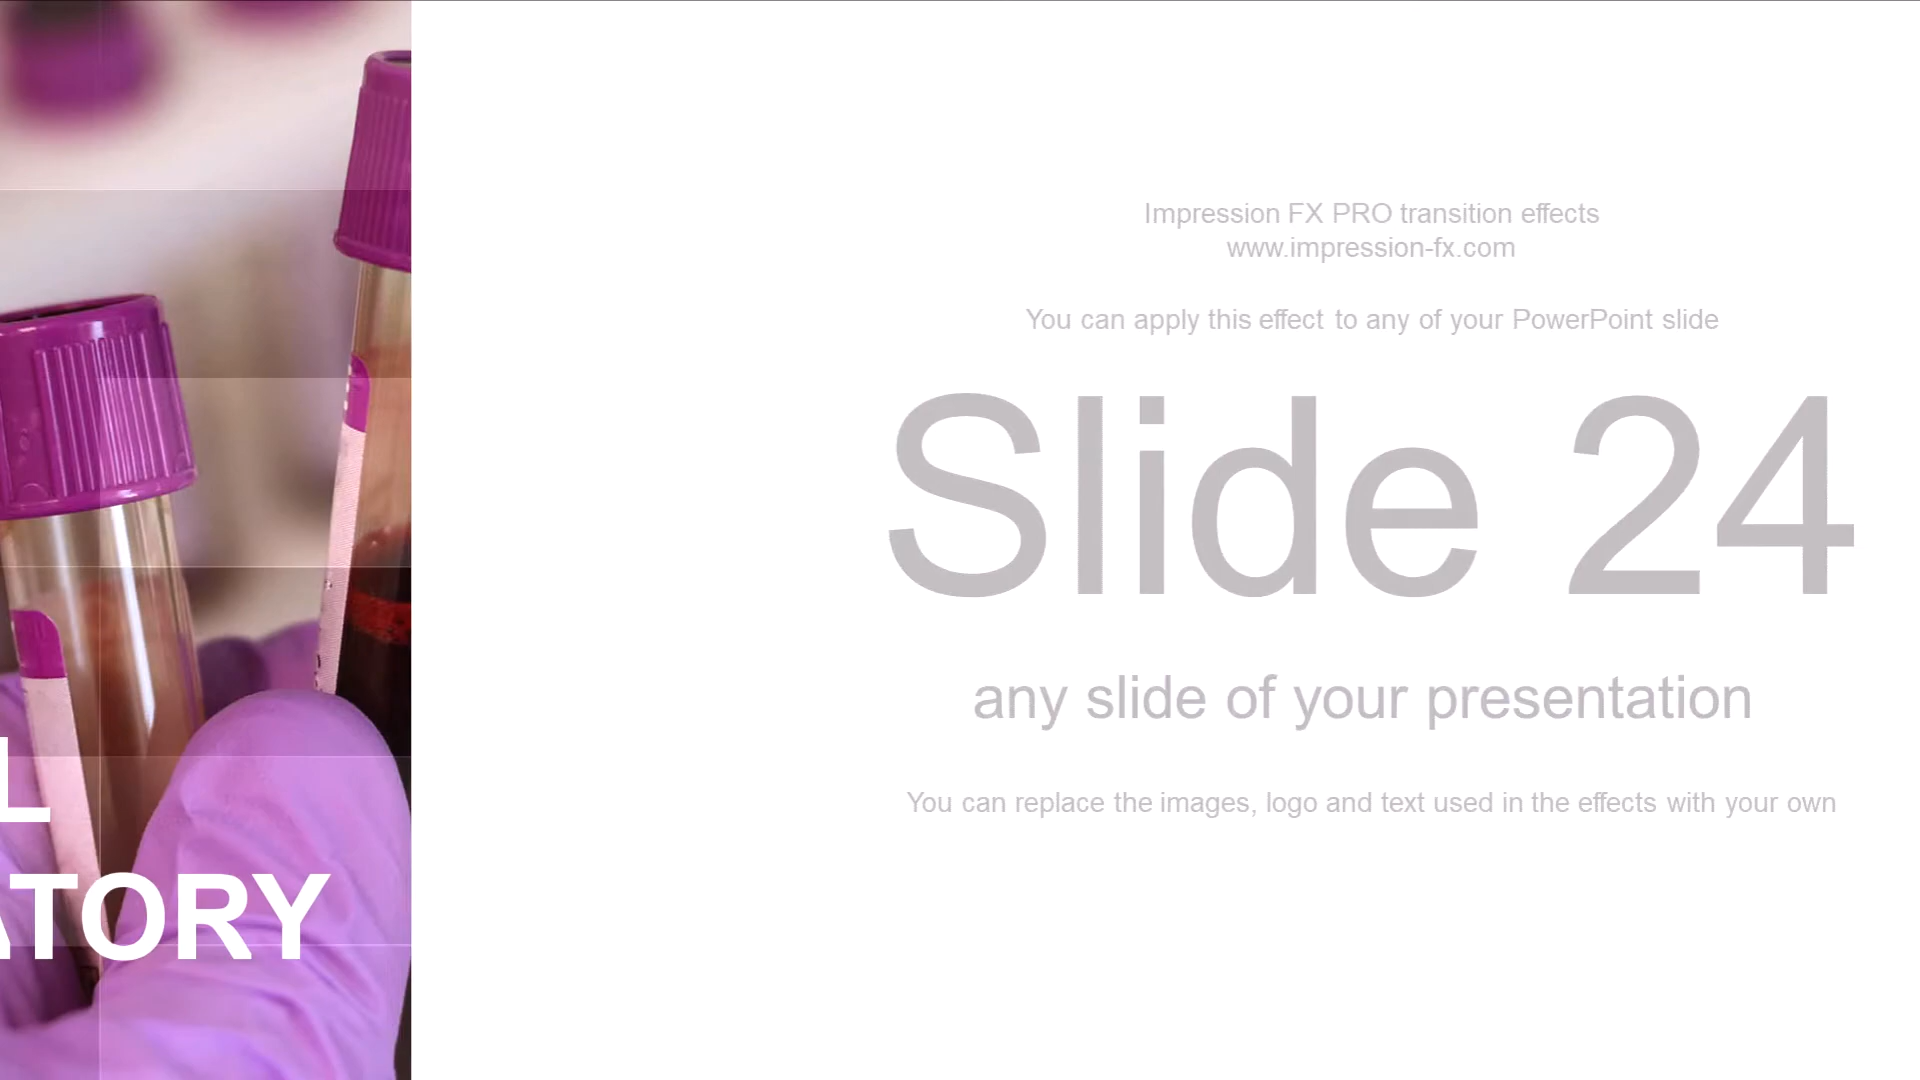 Impression FX PRO transition effects
www.impression-fx.com
You can apply this effect to any of your PowerPoint slide
Slide 24
any slide of your presentation
You can replace the images, logo and text used in the effects with your own
L
ATORY